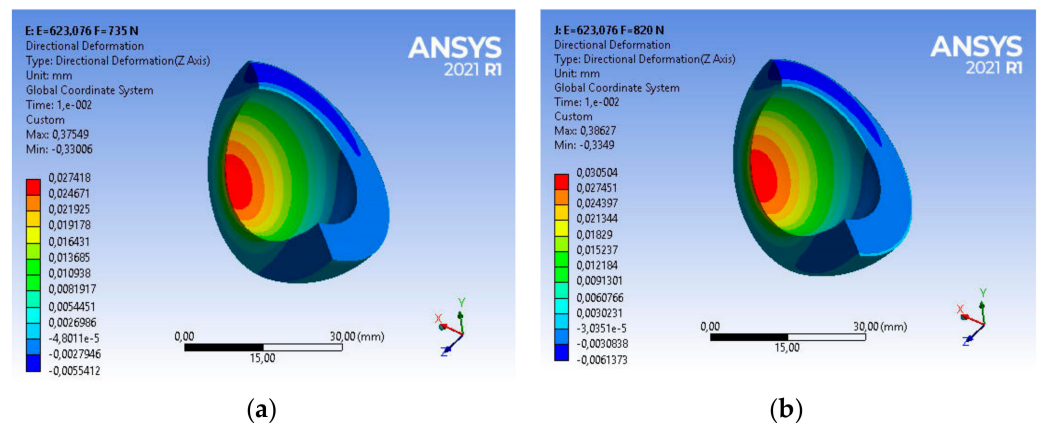 E: E=623,076 F=735 N
Directional Deformation
Type: Directional Deformation(Z Axis)
Unit: mm
Global Coordinate System
Time: 1,e-002
Custom
Max: 0,37549
Min: -0,33006
ANSYS
2021 R1
0,027418
0,024671
0,021925
0,019178
0,016431
0,013685
0,010938
0,0081917
0,0054451
0,0026986
-4,8011e-5
-0,0027946
-0,0055412
0,00
30,00 (mm)
15,00
X
Y
Z
(a)
J: E=623,076 F=820 N
Directional Deformation
Type: Directional Deformation(Z Axis)
Unit: mm
Global Coordinate System
Time: 1,e-002
Custom
Max: 0,38627
Min: -0,3349
ANSYS
2021 R1
0,030504
0,027451
0,024397
0,021344
0,01829
0,015237
0,012184
0,0091301
0,0060766
0,0030231
-3,0351e-5
-0,0030838
-0,0061373
0,00
30,00 (mm)
15,00
X
Y
Z
(b)